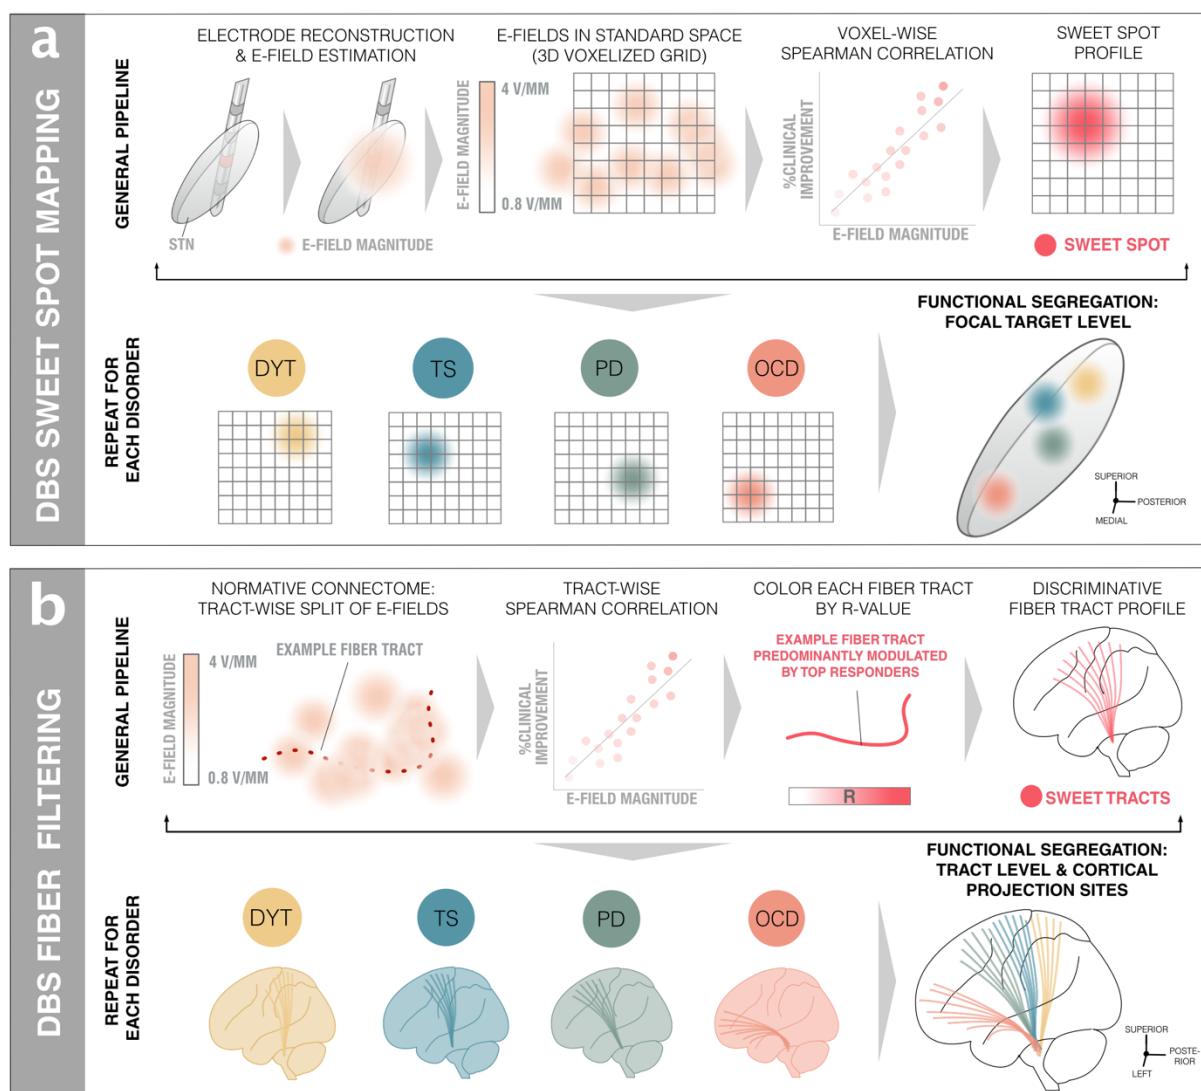 a
DBS SWEET SPOT MAPPING
GENERAL PIPELINE
ELECTRODE RECONSTRUCTION
& E-FIELD ESTIMATION
STN
E-FIELD MAGNITUDE
E-FIELDS IN STANDARD SPACE
(3D VOXELIZED GRID)
E-FIELD MAGNITUDE
4 V/MM
0.8 V/MM
VOXEL-WISE
SPEARMAN CORRELATION
%CLINICAL
IMPROVEMENT
E-FIELD MAGNITUDE
SWEET SPOT
PROFILE
SWEET SPOT
REPEAT FOR
EACH DISORDER
DYT
TS
PD
OCD
FUNCTIONAL SEGREGATION:
FOCAL TARGET LEVEL
SUPERIOR
POSTERIOR
MEDIAL
b
DBS FIBER FILTERING
GENERAL PIPELINE
NORMATIVE CONNECTOME:
TRACT-WISE SPLIT OF E-FIELDS
E-FIELD MAGNITUDE
4 V/MM
0.8 V/MM
EXAMPLE FIBER TRACT
TRACT-WISE
SPEARMAN CORRELATION
%CLINICAL
IMPROVEMENT
E-FIELD MAGNITUDE
COLOR EACH FIBER TRACT
BY R-VALUE
EXAMPLE FIBER TRACT
PREDOMINANTLY MODULATED
BY TOP RESPONDERS
R
DISCRIMINATIVE
FIBER TRACT PROFILE
SWEET TRACTS
REPEAT FOR
EACH DISORDER
DYT
TS
PD
OCD
FUNCTIONAL SEGREGATION:
TRACT LEVEL & CORTICAL
PROJECTION SITES
SUPERIOR
POSTE-
RIOR
LEFT